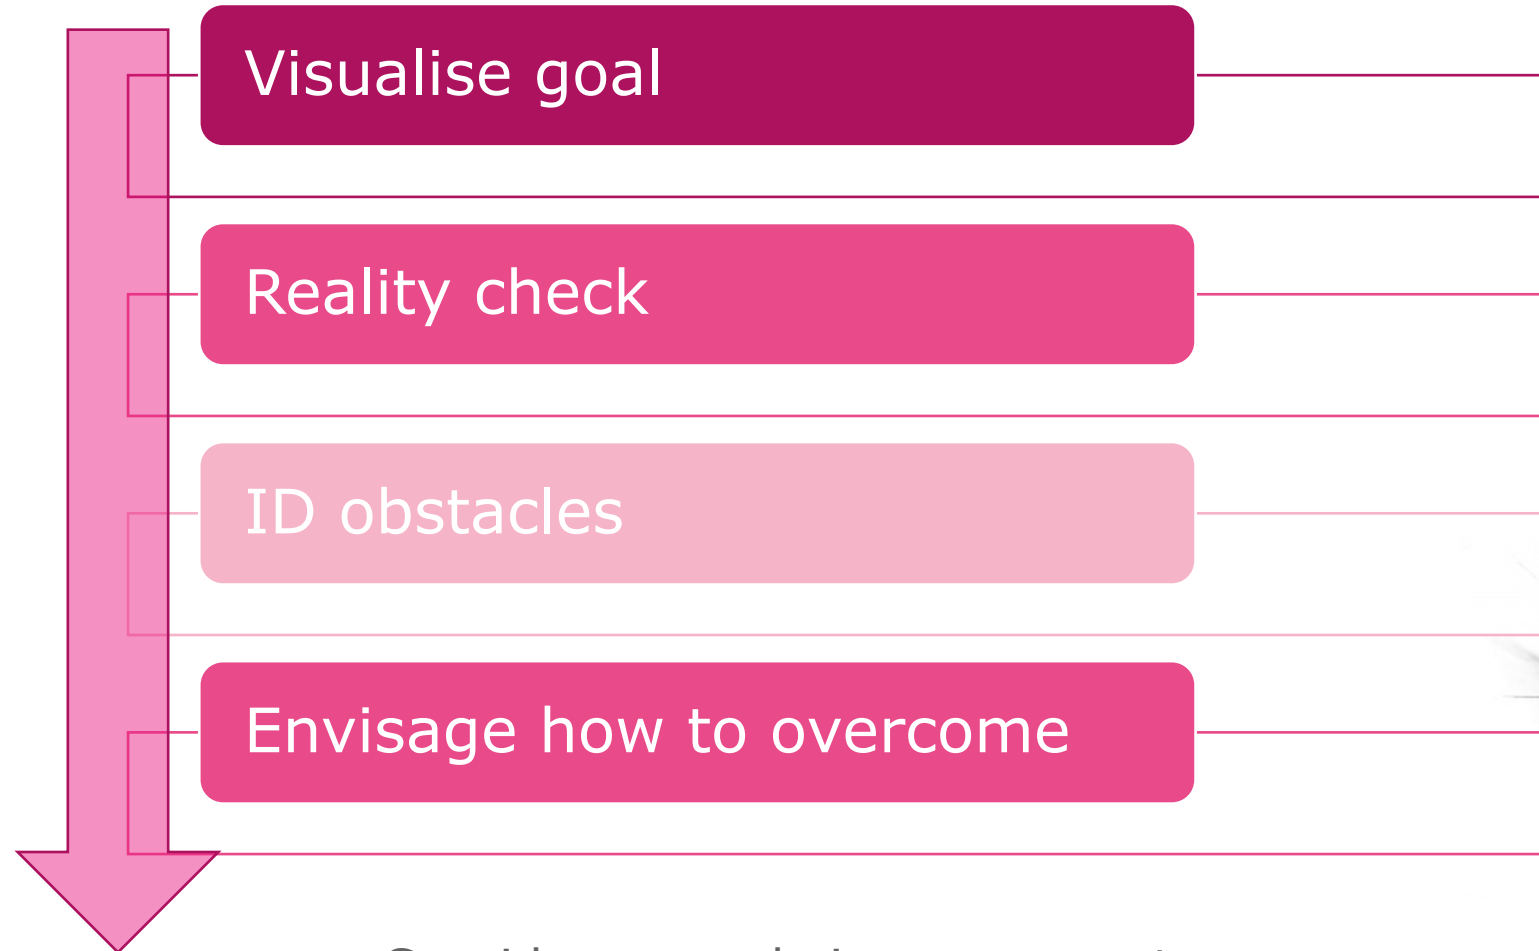 Visualise goal
Reality check
ID obstacles
Envisage how to overcome